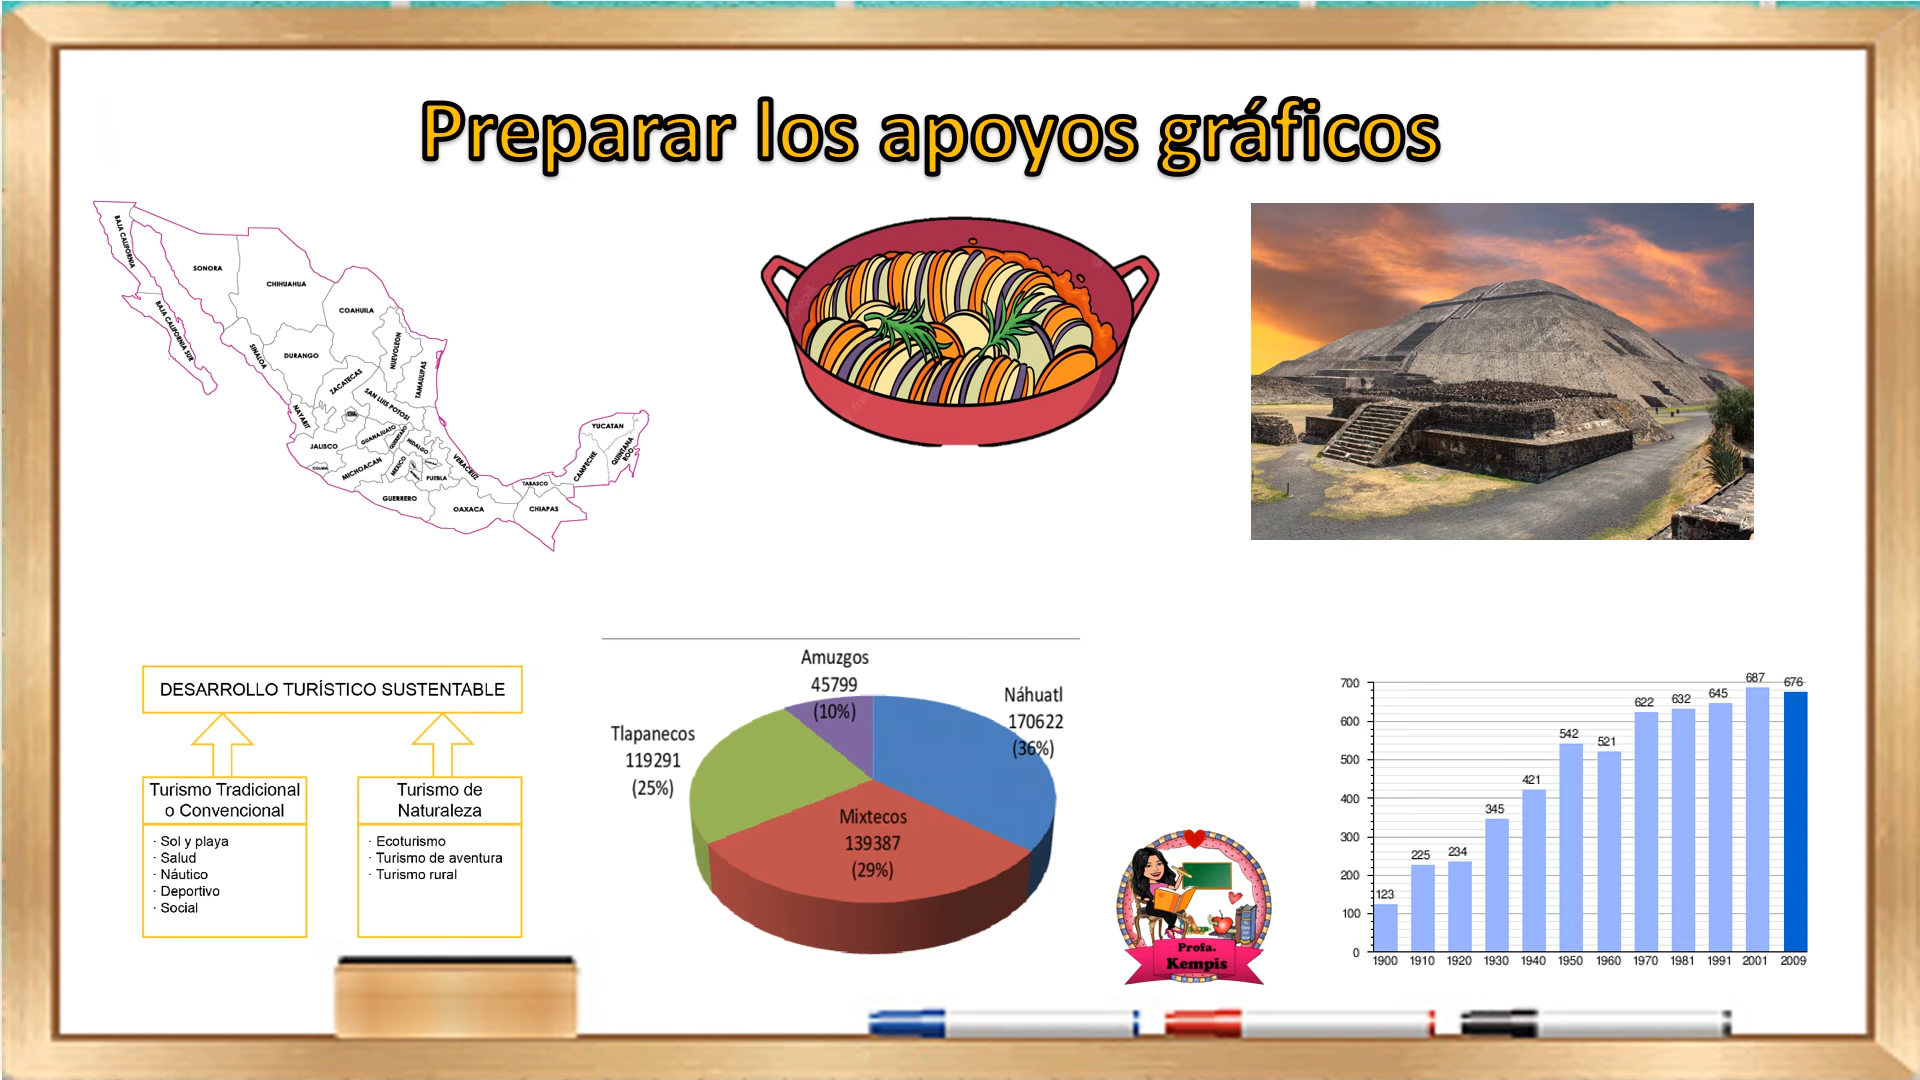 Preparar los apoyos gráficos
BAJA CALIFORNIA
BAJA CALIFORNIA SUR
SONORA
CHIHUAHUA
COAHUILA
SINALOA
DURANGO
NUEVO LEON
TAMAULIPAS
ZACATECAS
SAN LUIS POTOSI
NAYARIT
JALISCO
GUANAJUATO
QUERETARO
HIDALGO
COLIMA
MICHOACAN
MEXICO
PUEBLA
VERACRUZ
GUERRERO
OAXACA
TABASCO
CHIAPAS
CAMPECHE
YUCATAN
QUINTANA
ROO
DESARROLLO TURÍSTICO SUSTENTABLE
Turismo Tradicional
o Convencional
· Sol y playa
· Salud
· Náutico
· Deportivo
· Social
Turismo de
Naturaleza
· Ecoturismo
· Turismo de aventura
· Turismo rural
Amuzgos
45799
(10%)
Náhuatl
170622
(36%)
Tlapanecos
119291
(25%)
Mixtecos
139387
(29%)
Profa.
Kempis
700
600
500
400
300
200
100
0
123
225
234
345
421
542
521
622
632
645
687
676
1900 1910 1920 1930 1940 1950 1960 1970 1981 1991 2001 2009